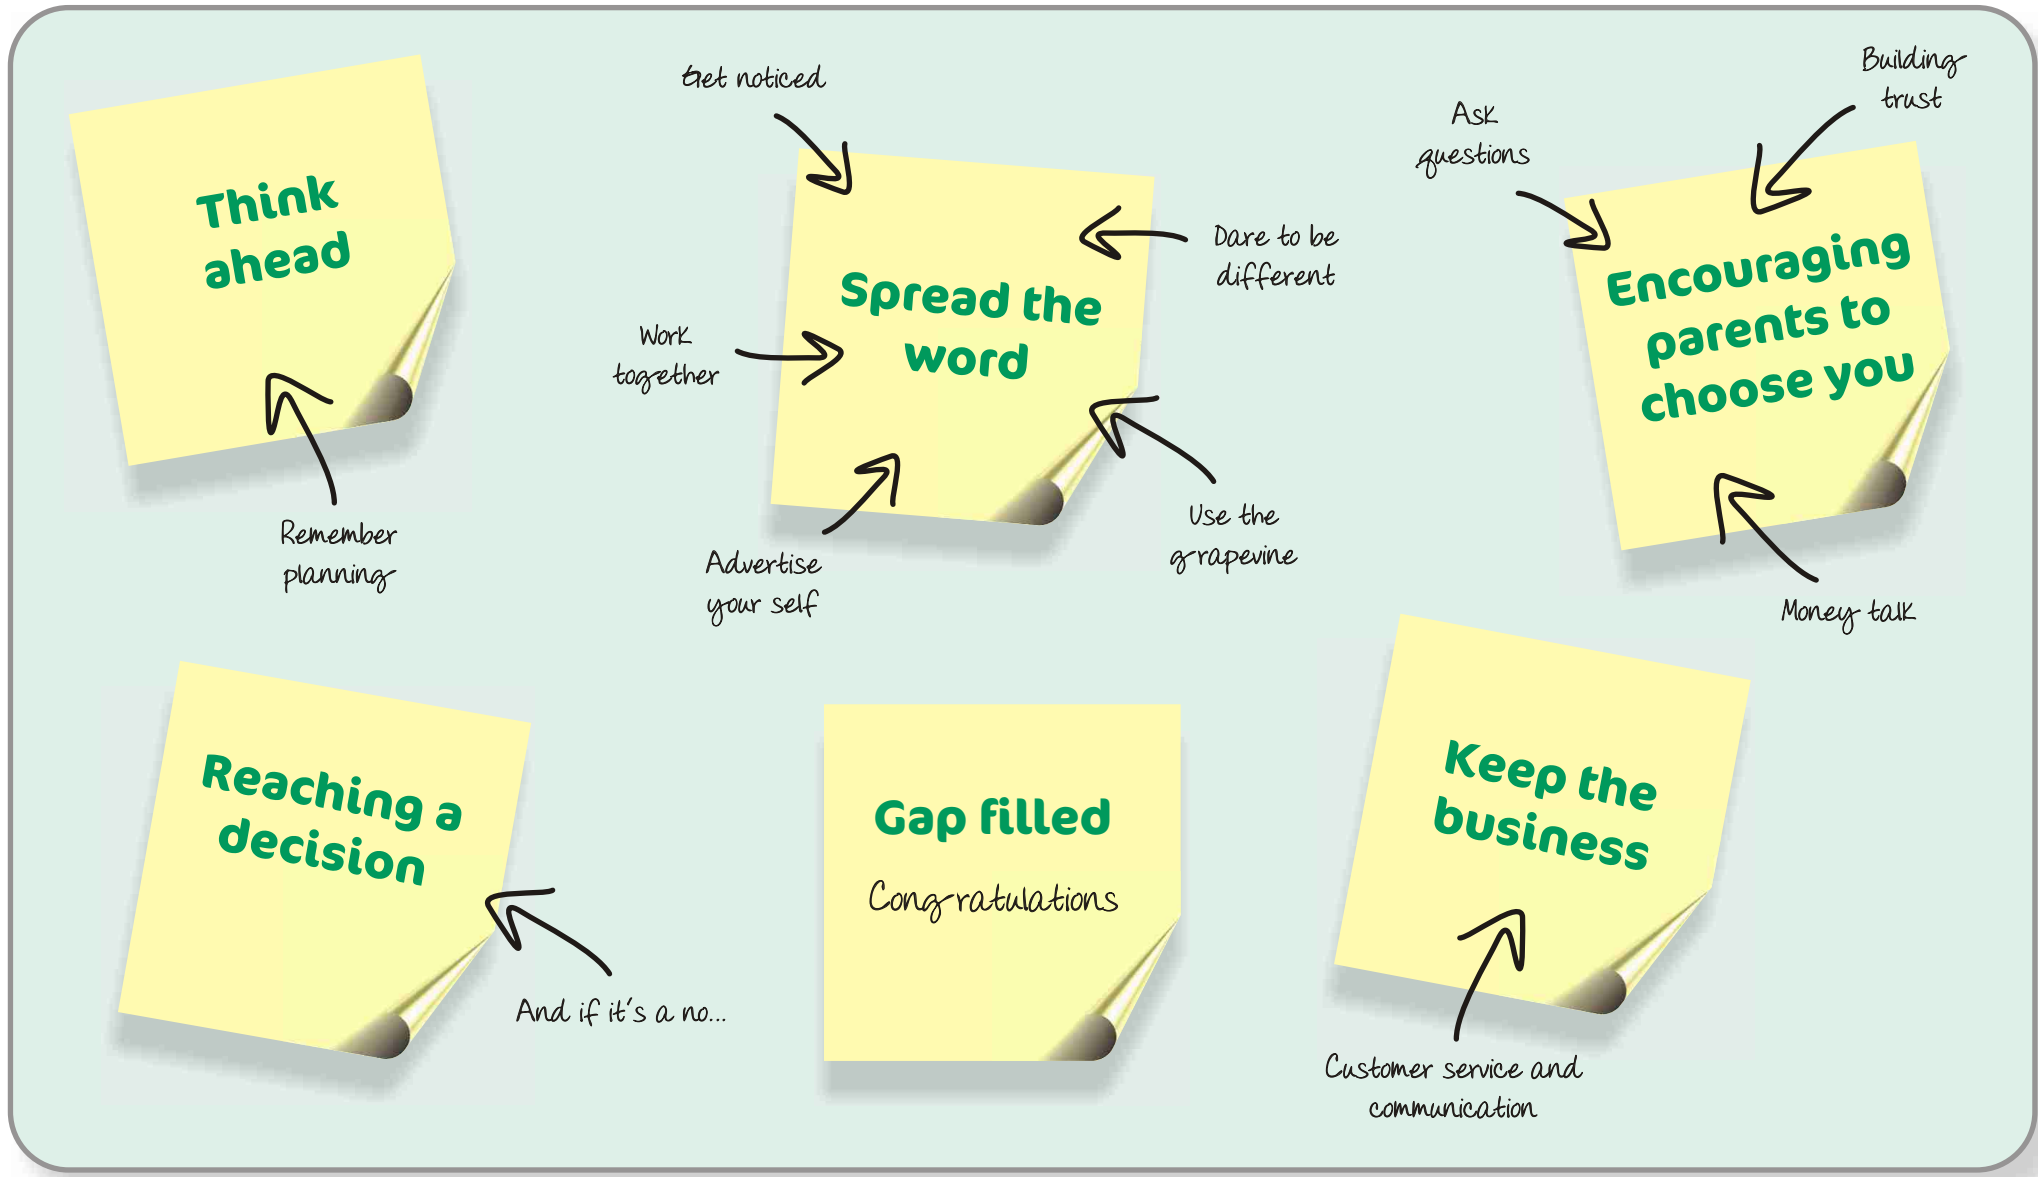 Think
ahead
Remember
planning
Get noticed
Dare to be
different
Spread the
word
Work
together
Use the
grapevine
Advertise
your self
Building
trust
Ask
questions
Encouraging
parents to
choose you
Money talk
Reaching a
decision
And if it's a no...
Gap filled
Congratulations
Keep the
business
Customer service and
communication